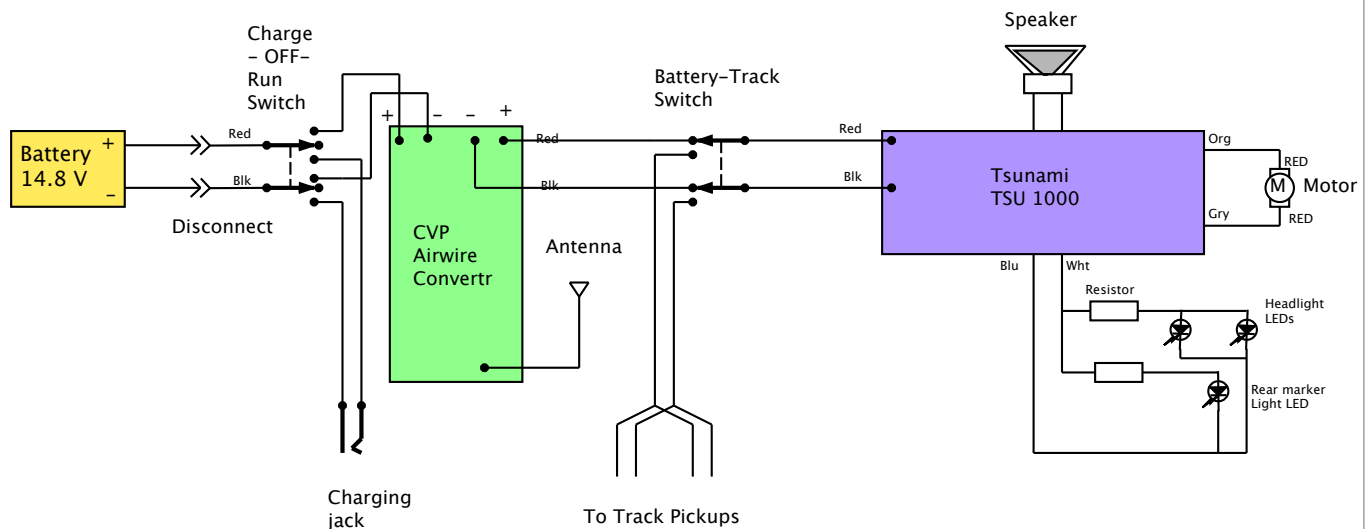 Speaker
Charge
– OFF–
Run
Switch
Battery–Track
Switch
+ – – +
Battery
14.8 V
+
–
Red
Blk
Red
Blk
Red
Blk
Disconnect
CVP
Airwire
Convertr
Antenna
Tsunami
TSU 1000
Org
Gry
RED
M
RED
Motor
Blu
Wht
Resistor
Headlight
LEDs
Rear marker
Light LED
Charging
jack
To Track Pickups